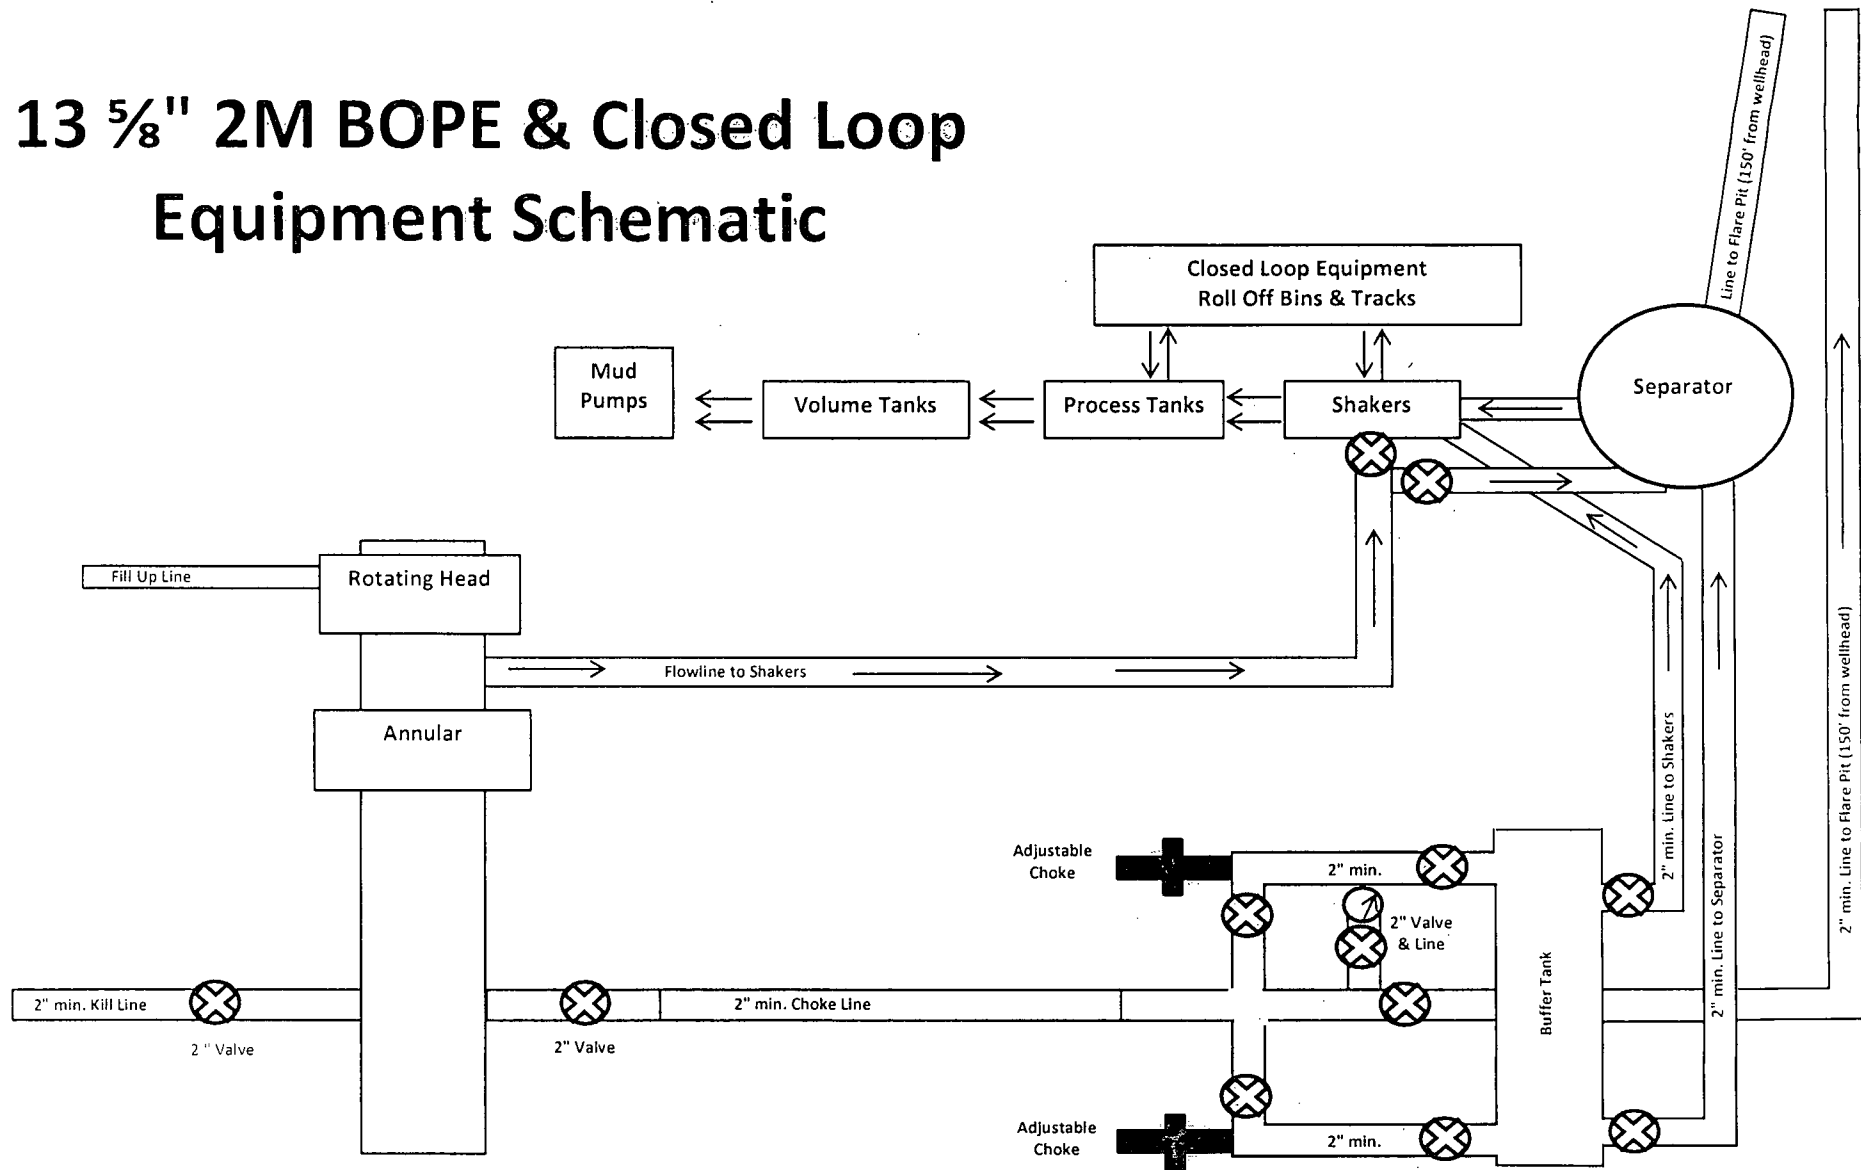 13 ⅝" 2M BOPE & Closed Loop
Equipment Schematic
Line to Flare Pit (150' from wellhead)
Closed Loop Equipment
Roll Off Bins & Tracks
Mud
Pumps
Volume Tanks
Process Tanks
Shakers
Separator
Fill Up Line
Rotating Head
Flowline to Shakers
Annular
2" min. Line to Shakers
2" min. Line to Separator
2" min. Line to Flare Pit (150' from wellhead)
Adjustable
Choke
2" min.
2" Valve
& Line
Buffer Tank
2" min. Kill Line
2" Valve
2" min. Choke Line
2" Valve
Adjustable
Choke
2" min.